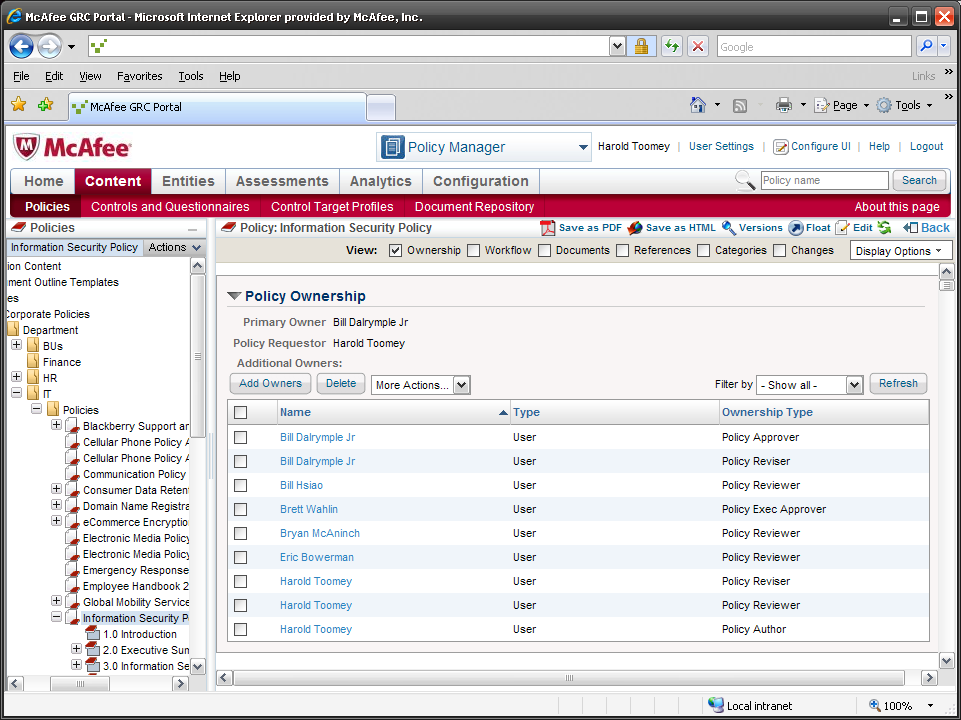 McAfee GRC Portal - Microsoft Internet Explorer provided by McAfee, Inc.
Google
File Edit View Favorites Tools Help Links »
McAfee GRC Portal Page Tools »
McAfee Policy Manager Harold Toomey | User Settings | Configure UI | Help | Logout
Home Content Entities Assessments Analytics Configuration Policy name Search
Policies Controls and Questionnaires Control Target Profiles Document Repository About this page
Policies
Policy: Information Security Policy Save as PDF Save as HTML Versions Float Edit Back
Information Security Policy Actions
View: Ownership Workflow Documents References Categories Changes Display Options
ion Content
ment Outline Templates
es
Corporate Policies
Department
BUs
Finance
HR
IT
Policies
Blackberry Support an
Cellular Phone Policy A
Cellular Phone Policy A
Communication Policy
Consumer Data Reten
Domain Name Registra
eCommerce Encryptio
Electronic Media Policy
Electronic Media Policy
Emergency Response
Employee Handbook 2
Global Mobility Service
Information Security P
1.0 Introduction
2.0 Executive Sum
3.0 Information Se
Policy Ownership
Primary Owner Bill Dalrymple Jr
Policy Requestor Harold Toomey
Additional Owners:
Add Owners Delete More Actions... Filter by - Show all - Refresh
Name Type Ownership Type
Bill Dalrymple Jr User Policy Approver
Bill Dalrymple Jr User Policy Reviser
Bill Hsiao User Policy Reviewer
Brett Wahlin User Policy Exec Approver
Bryan McAninch User Policy Reviewer
Eric Bowerman User Policy Reviewer
Harold Toomey User Policy Reviser
Harold Toomey User Policy Reviewer
Harold Toomey User Policy Author
Local intranet 100%